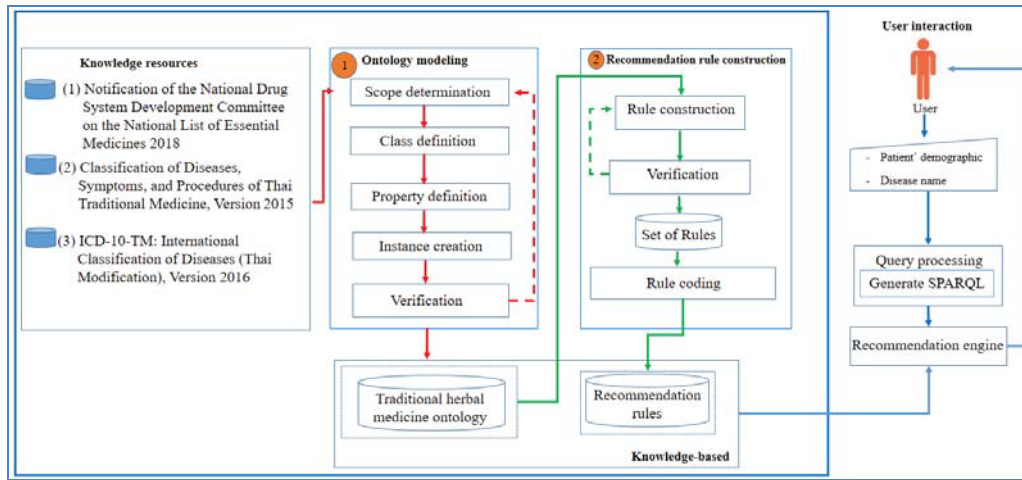 Knowledge resources
(1) Notification of the National Drug
System Development Committee
on the National List of Essential
Medicines 2018
(2) Classification of Diseases,
Symptoms, and Procedures of Thai
Traditional Medicine, Version 2015
(3) ICD-10-TM: International
Classification of Diseases (Thai
Modification), Version 2016
1
Ontology modeling
Scope determination
Class definition
Property definition
Instance creation
Verification
2
Recommendation rule construction
Rule construction
Verification
Set of Rules
Rule coding
Traditional herbal
medicine ontology
Recommendation
rules
Knowledge-based
User interaction
User
- Patient’ demographic
- Disease name
Query processing
Generate SPARQL
Recommendation engine